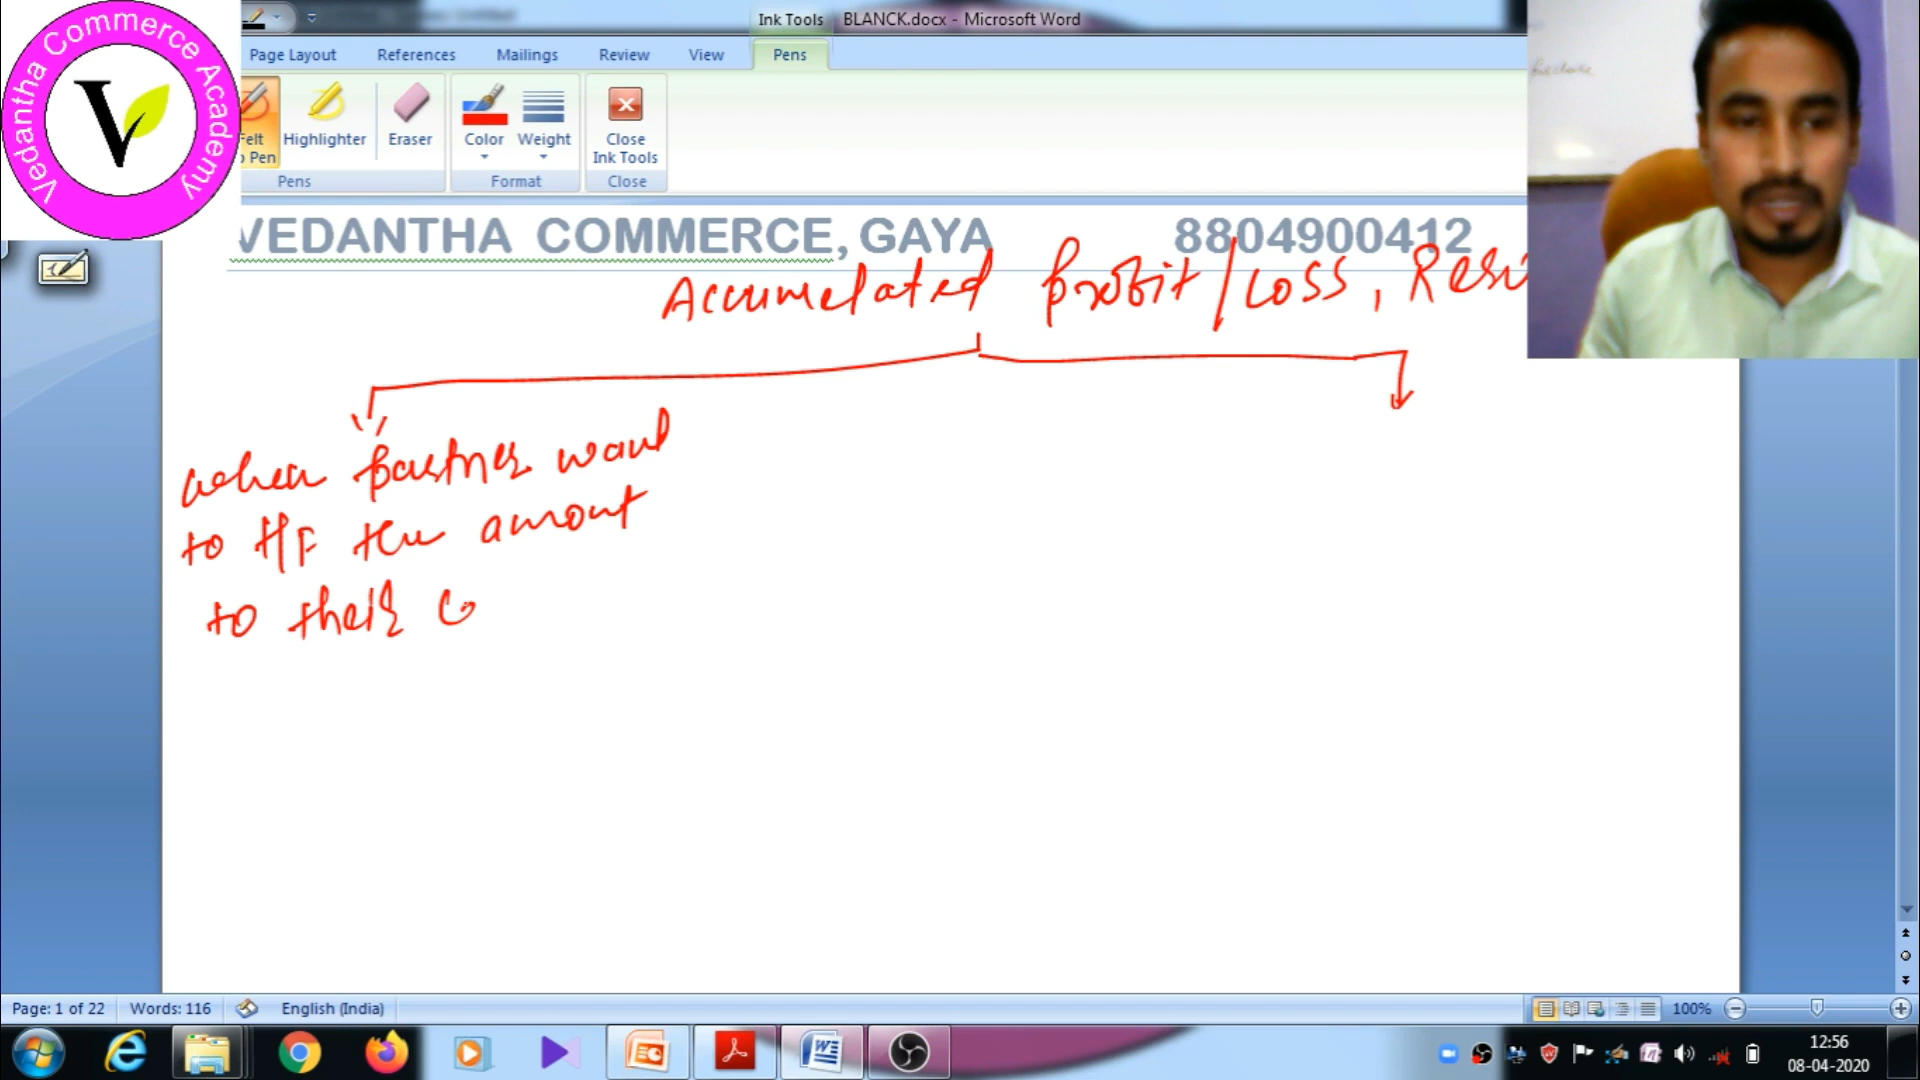 Vedantha Commerce Academy
V
Ink Tools BLANCK.docx - Microsoft Word
Page Layout References Mailings Review View Pens
Felt Highlighter Eraser Color Weight Close
Pen Ink Tools
Pens Format Close
VEDANTHA COMMERCE, GAYA 8804900412
Accumulated profit/Loss, Rese
when partner want
to t/f the amount
to their co
Page: 1 of 22 Words: 116 English (India) 100%
12:56
08-04-2020